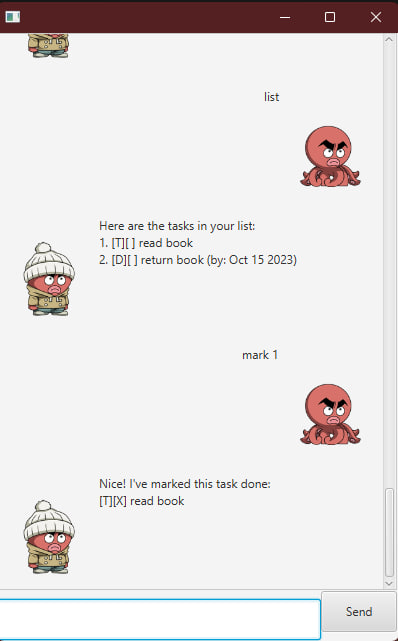 list
Here are the tasks in your list:
1. [T][ ] read book
2. [D][ ] return book (by: Oct 15 2023)
mark 1
Nice! I've marked this task done:
[T][X] read book
Send